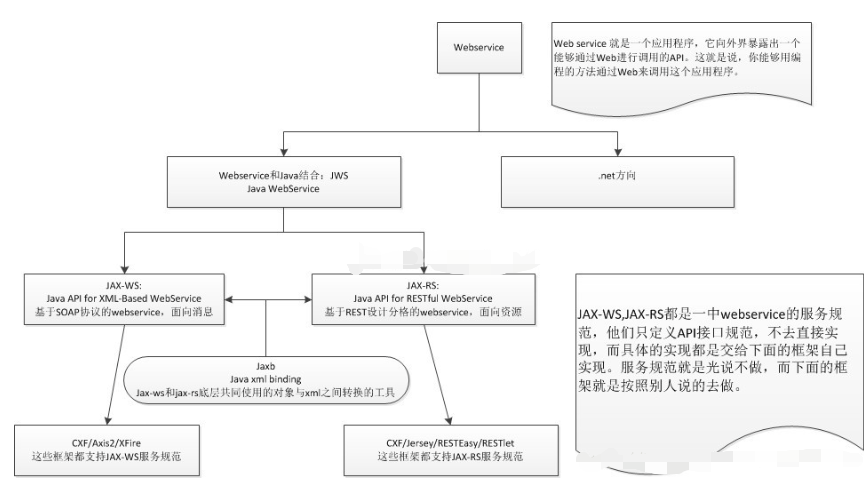 Webservice
Web service 就是一个应用程序，它向外界暴露出一个
能够通过Web进行调用的API。这就是说，你能够用编
程的方法通过Web来调用这个应用程序。
Webservice和Java结合：JWS
Java WebService
.net方向
JAX-WS:
Java API for XML-Based WebService
基于SOAP协议的webservice，面向消息
JAX-RS:
Java API for RESTful WebService
基于REST设计分格的webservice，面向资源
JAX-WS,JAX-RS都是一中webservice的服务规
范，他们只定义API接口规范，不去直接实
现，而具体的实现都是交给下面的框架自己
实现。服务规范就是光说不做，而下面的框
架就是按照别人说的去做。
Jaxb
Java xml binding
Jax-ws和jax-rs底层共同使用的对象与xml之间转换的工具
CXF/Axis2/XFire
这些框架都支持JAX-WS服务规范
CXF/Jersey/RESTEasy/RESTlet
这些框架都支持JAX-RS服务规范